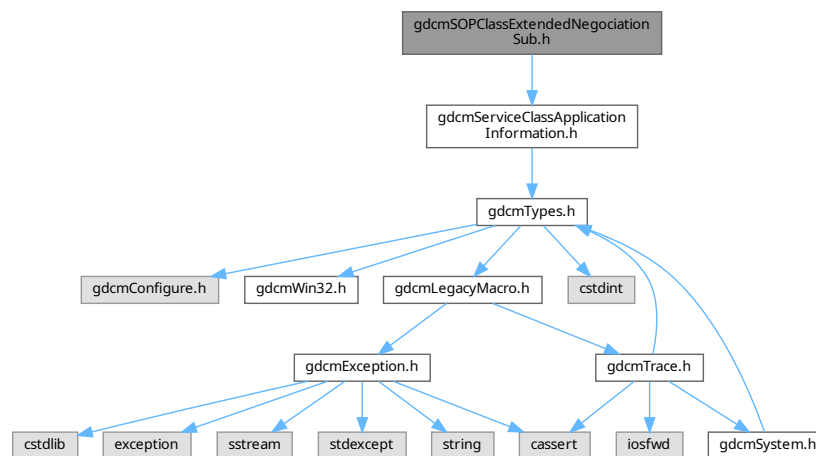 gdcmSOPClassExtendedNegociation
Sub.h
gdcmServiceClassApplication
Information.h
gdcmTypes.h
gdcmConfigure.h
gdcmWin32.h
gdcmLegacyMacro.h
cstdint
gdcmException.h
gdcmTrace.h
cstdlib
exception
sstream
stdexcept
string
cassert
iosfwd
gdcmSystem.h